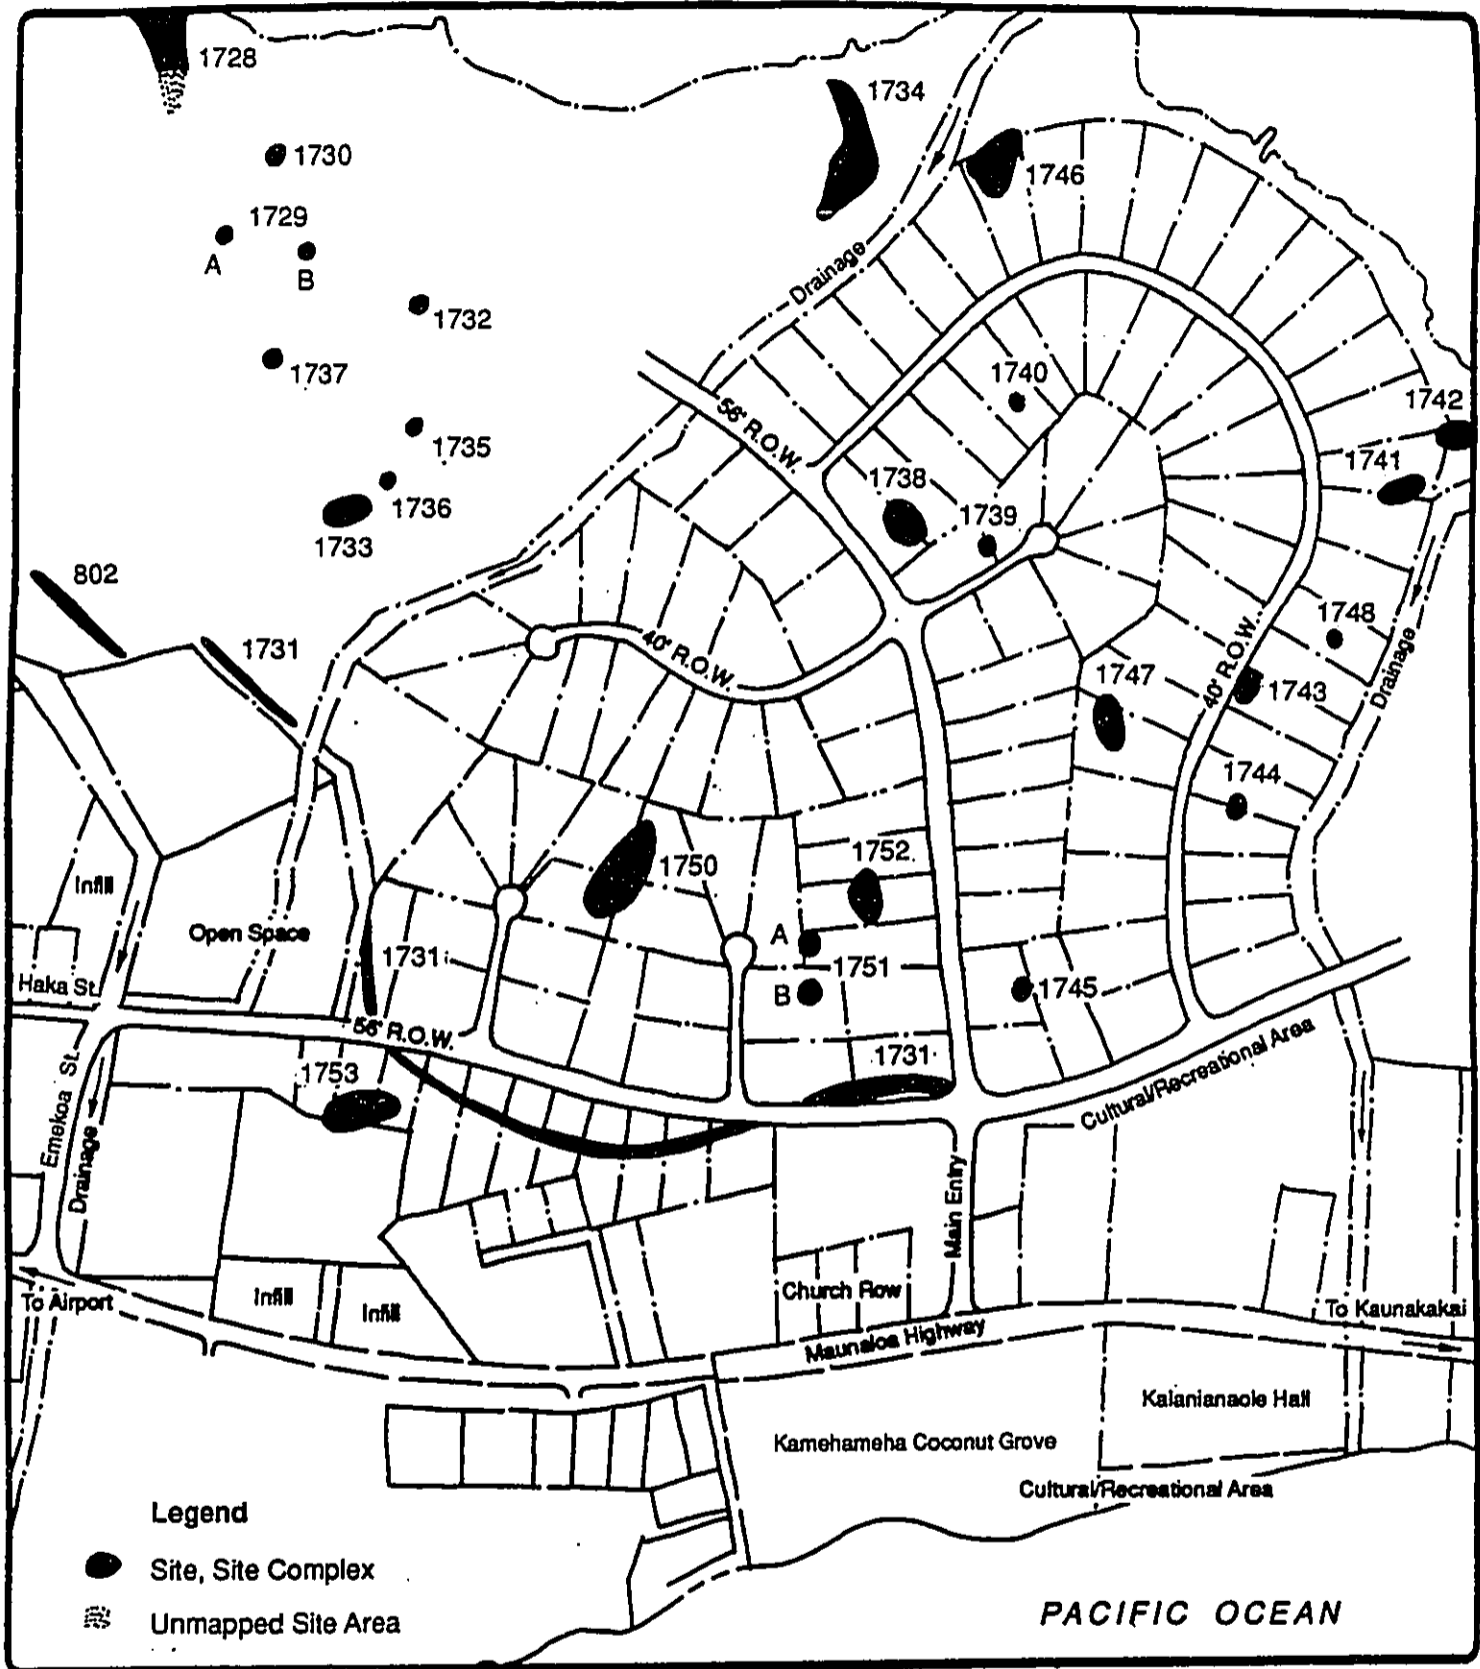 1728
1734
1730
1746
1729
A
B
Drainage
1732
1737
1740
1742
56' R.O.W.
1735
1741
1738
1736
1739
1733
802
1748
1731
40' R.O.W.
Drainage
1747
40' R.O.W.
1743
1744
1752
1750
Infill
Open Space
A
1731
1751
Haka St.
B
1745
56' R.O.W.
1731
1753
Cultural/Recreational Area
Emekoa St.
Drainage
Main Entry
Church Row
Infill
Infill
To Airport
To Kaunakakai
Maunaloa Highway
Kalanianaole Hall
Kamehameha Coconut Grove
Cultural/Recreational Area
Legend
Site, Site Complex
Unmapped Site Area
PACIFIC OCEAN